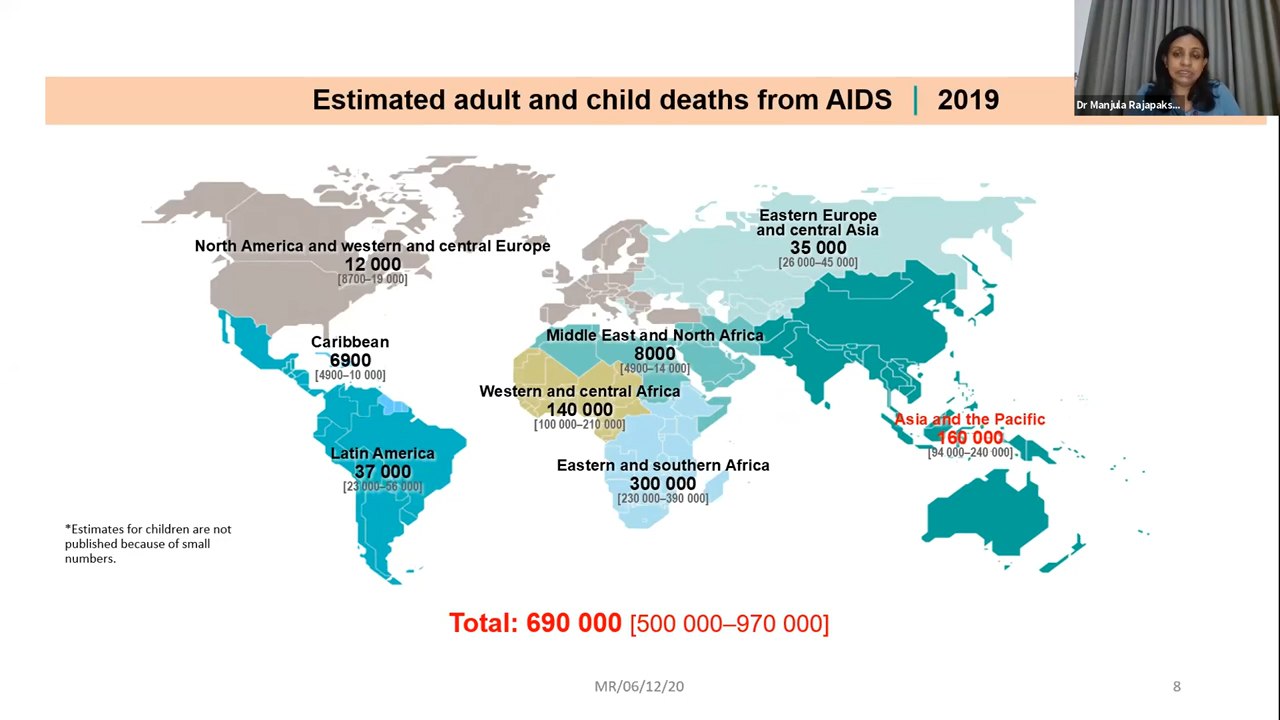 Estimated adult and child deaths from AIDS | 2019
Dr Manjula Rajapaks...
Eastern Europe
and central Asia
35 000
[26 000–45 000]
North America and western and central Europe
12 000
[8700–19 000]
Middle East and North Africa
8000
[4900–14 000]
Caribbean
6900
[4900–10 000]
Western and central Africa
140 000
[100 000–210 000]
Asia and the Pacific
160 000
[94 000–240 000]
Latin America
37 000
[23 000–56 000]
Eastern and southern Africa
300 000
[230 000–390 000]
*Estimates for children are not
published because of small
numbers.
Total: 690 000 [500 000–970 000]
MR/06/12/20
8